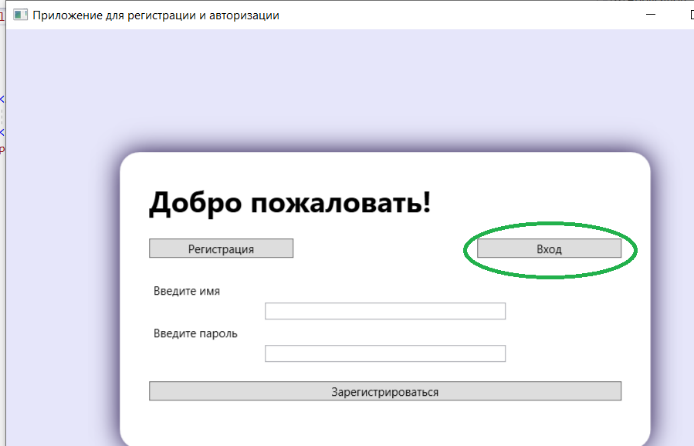 Приложение для регистрации и авторизации
Добро пожаловать!
Регистрация
Вход
Введите имя
Введите пароль
Зарегистрироваться